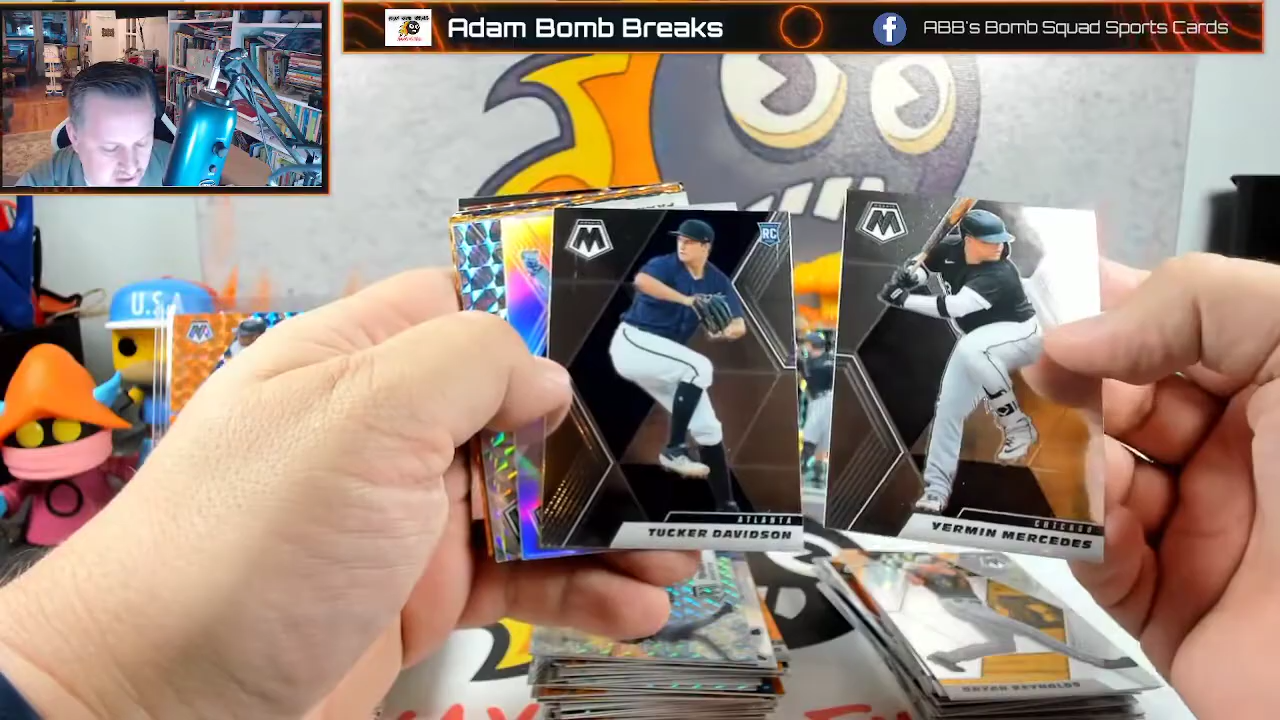 Adam Bomb Breaks
ABB's Bomb Squad Sports Cards
U.S.A
M
RC
ATLANTA
TUCKER DAVIDSON
M
CHICAGO
YERMIN MERCEDES
BRYAN REYNOLDS